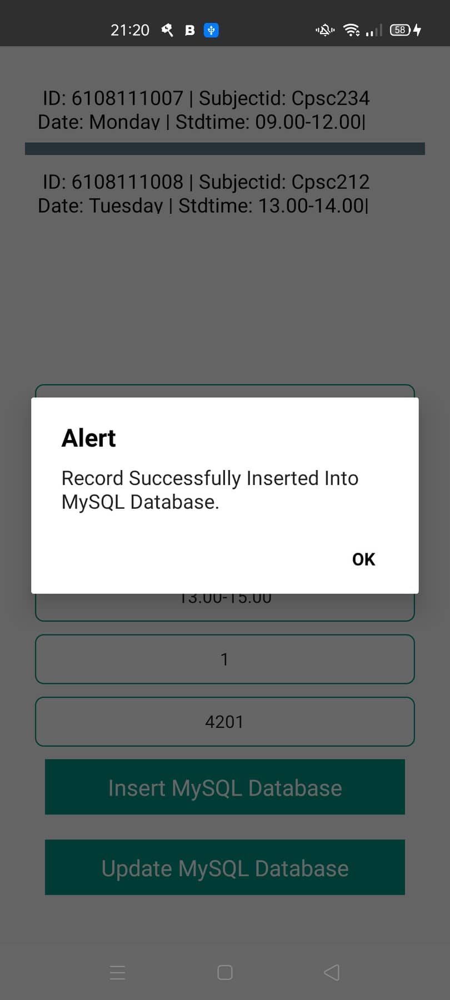 21:20 B 58
ID: 6108111007 | Subjectid: Cpsc234
Date: Monday | Stdtime: 09.00-12.00|
ID: 6108111008 | Subjectid: Cpsc212
Date: Tuesday | Stdtime: 13.00-14.00|
Alert
Record Successfully Inserted Into
MySQL Database.
OK
13.00-15.00
1
4201
Insert MySQL Database
Update MySQL Database